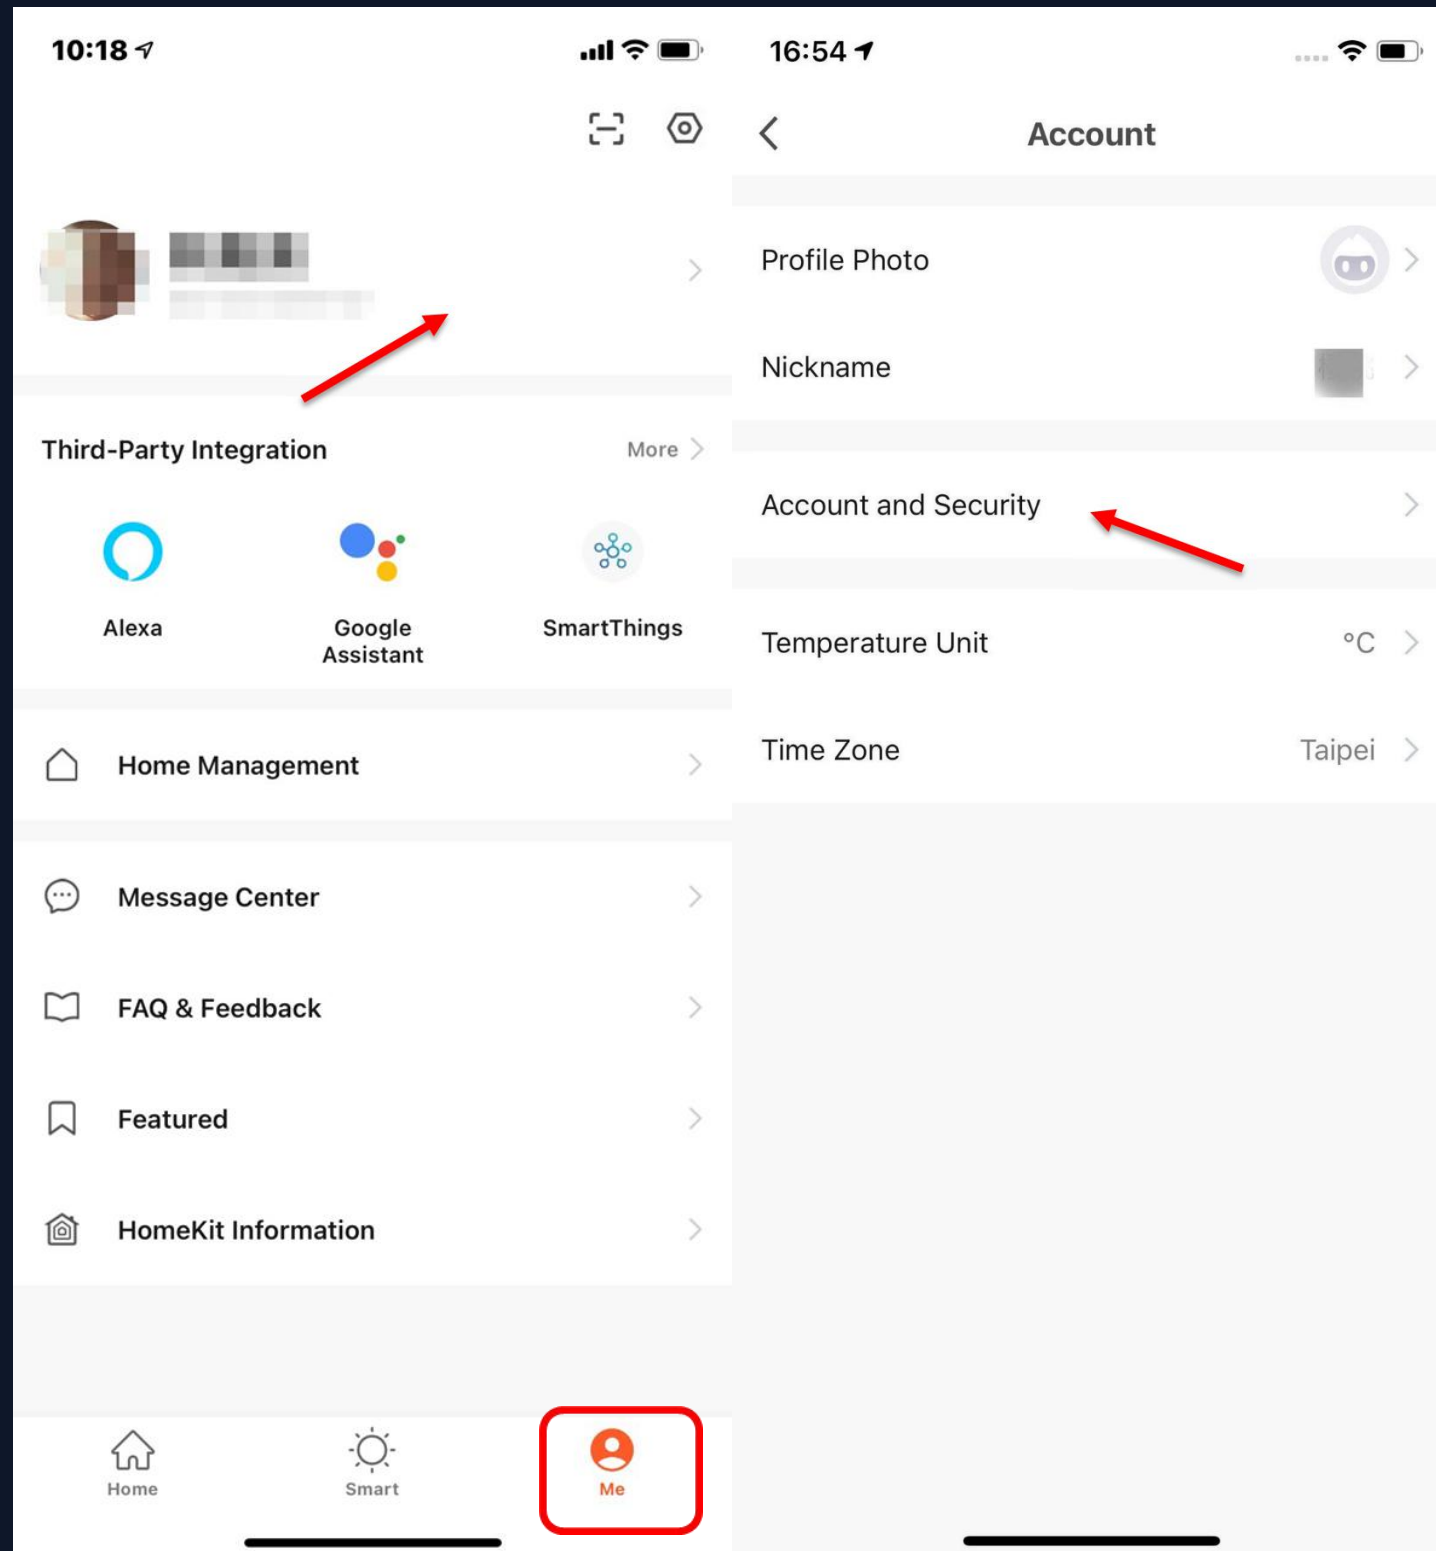 10:18
Third-Party Integration
More
Alexa
Google
Assistant
SmartThings
Home Management
Message Center
FAQ & Feedback
Featured
HomeKit Information
Home
Smart
Me
16:54
Account
Profile Photo
Nickname
Account and Security
Temperature Unit
°C
Time Zone
Taipei